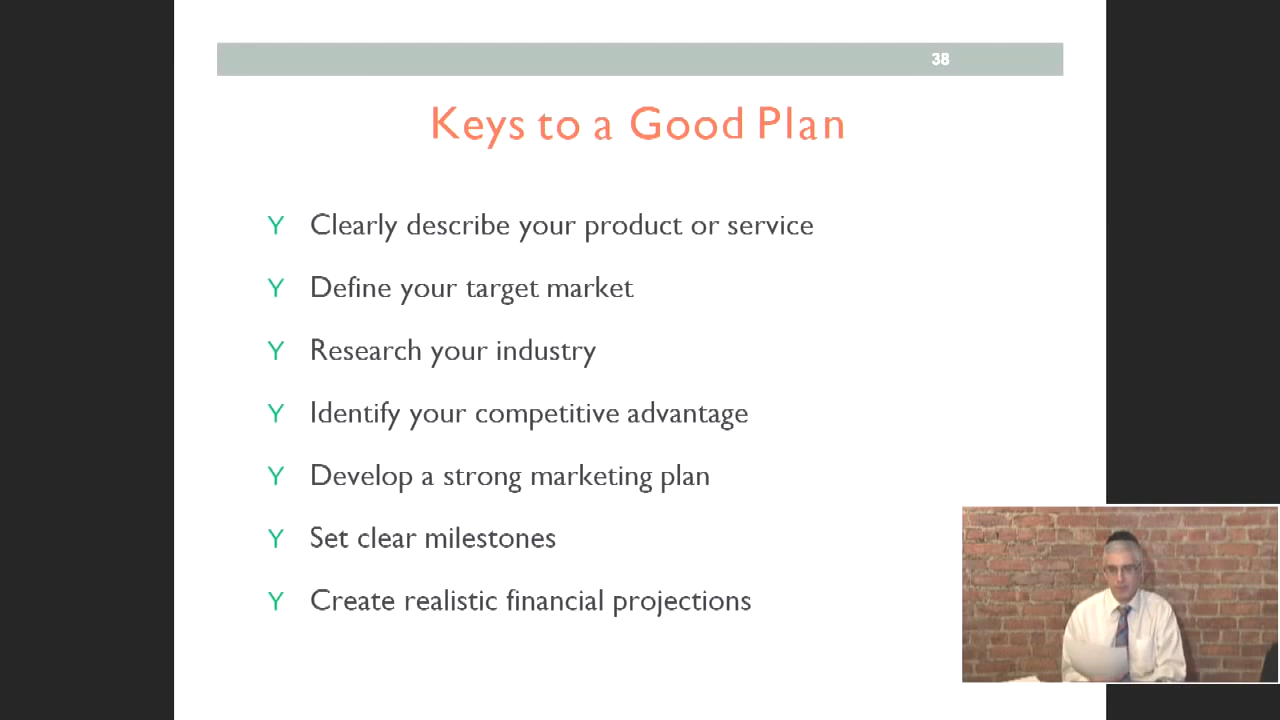 38
Keys to a Good Plan
Y Clearly describe your product or service
Y Define your target market
Y Research your industry
Y Identify your competitive advantage
Y Develop a strong marketing plan
Y Set clear milestones
Y Create realistic financial projections